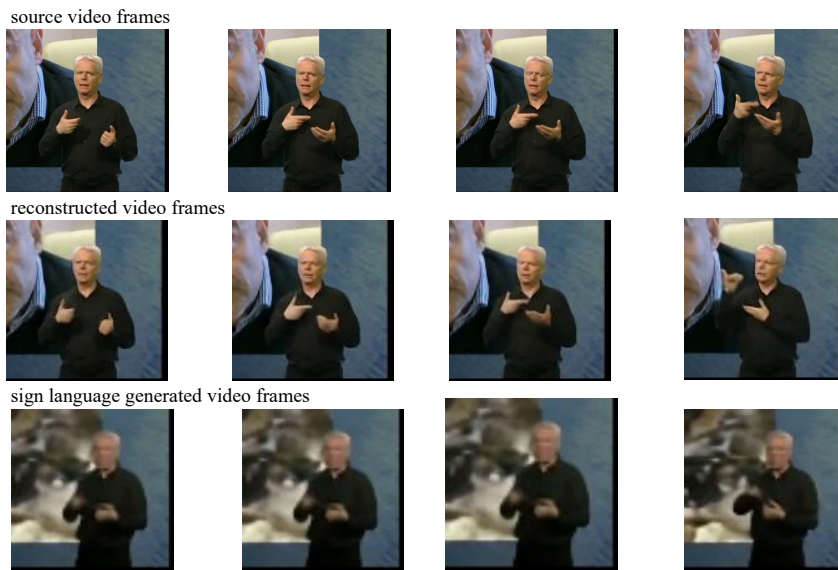 source video frames
reconstructed video frames
sign language generated video frames